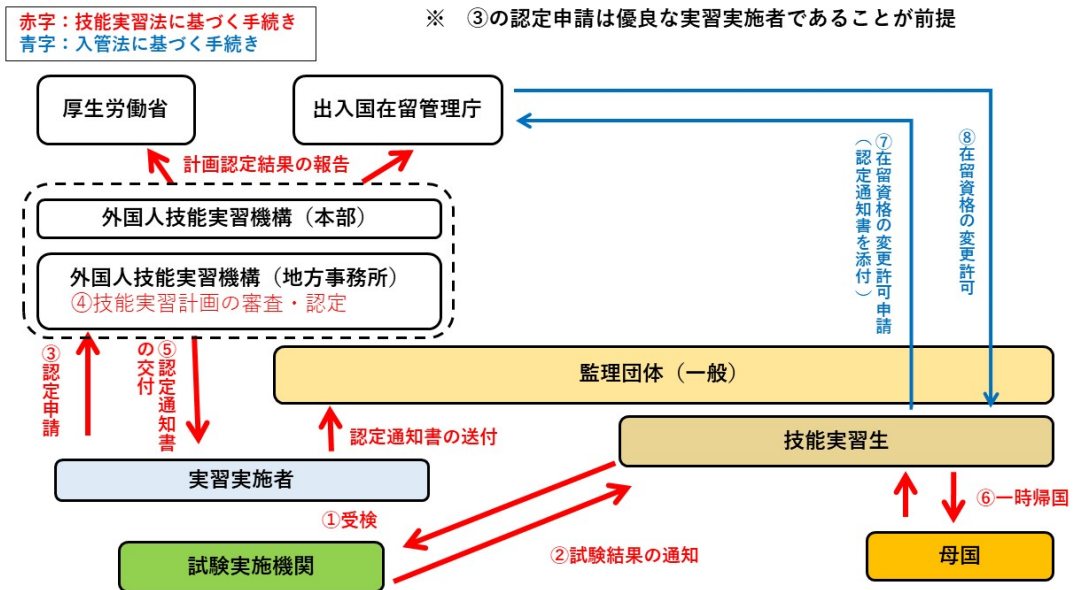 赤字：技能実習法に基づく手続き
青字：入管法に基づく手続き
※　③の認定申請は優良な実習実施者であることが前提
厚生労働省
出入国在留管理庁
計画認定結果の報告
外国人技能実習機構（本部）
外国人技能実習機構（地方事務所）
④技能実習計画の審査・認定
⑦在留資格の変更許可申請
（認定通知書を添付）
⑧在留資格の変更許可
③認定申請
⑤認定通知書
の交付
監理団体（一般）
認定通知書の送付
技能実習生
実習実施者
⑥一時帰国
①受検
②試験結果の通知
試験実施機関
母国